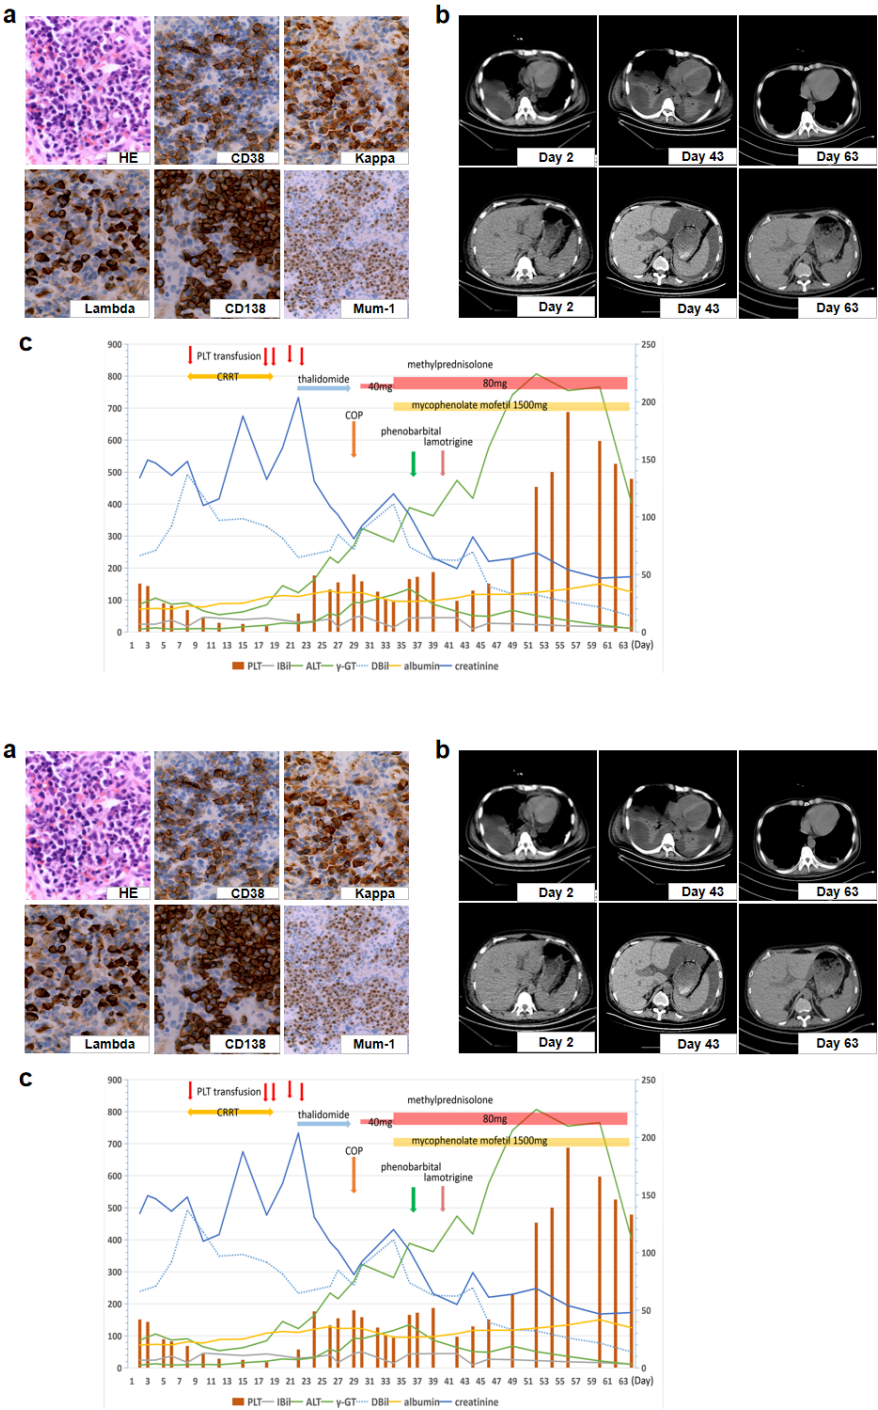 a
b
HE
CD38
Kappa
Day 2
Day 43
Day 63
Lambda
CD138
Mum-1
Day 2
Day 43
Day 63
c
900
800
700
600
500
400
300
200
100
0
250
200
150
100
50
0
PLT transfusion
CRRT
thalidomide
methylprednisolone
40mg
80mg
mycophenolate mofetil 1500mg
COP
phenobarbital
lamotrigine
1 3 5 7 9 11 13 15 17 19 21 23 25 27 29 31 33 35 37 39 41 43 45 47 49 51 53 55 57 59 61 63 (Day)
PLT IBil ALT γ-GT DBil albumin creatinine
a
b
HE
CD38
Kappa
Day 2
Day 43
Day 63
Lambda
CD138
Mum-1
Day 2
Day 43
Day 63
c
900
800
700
600
500
400
300
200
100
0
250
200
150
100
50
0
PLT transfusion
CRRT
thalidomide
methylprednisolone
40mg
80mg
mycophenolate mofetil 1500mg
COP
phenobarbital
lamotrigine
1 3 5 7 9 11 13 15 17 19 21 23 25 27 29 31 33 35 37 39 41 43 45 47 49 51 53 55 57 59 61 63 (Day)
PLT IBil ALT γ-GT DBil albumin creatinine